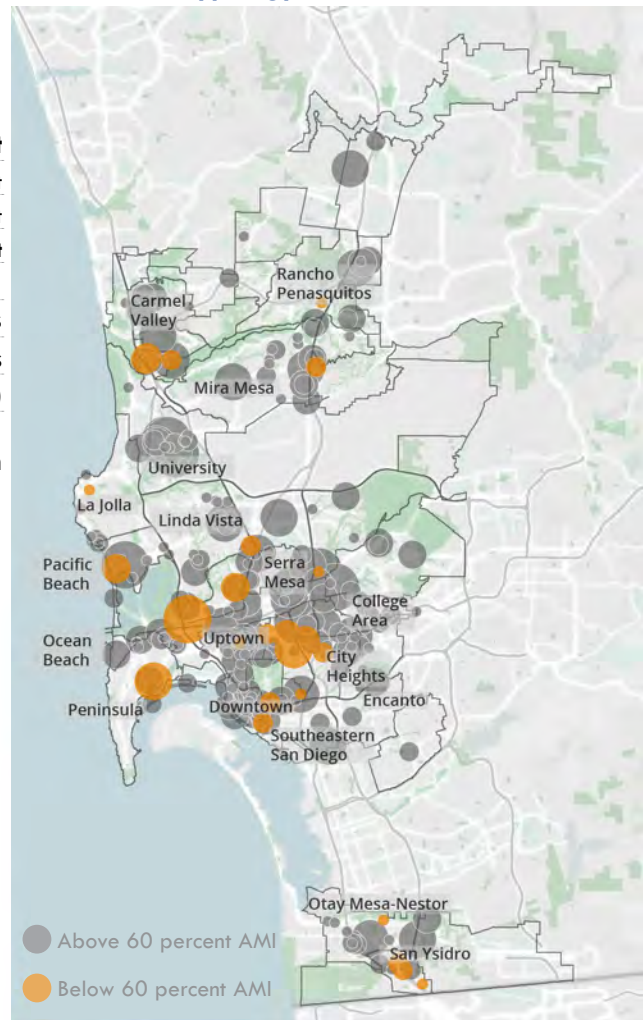 Rancho
Penasquitos
Carmel
Valley
Mira Mesa
University
La Jolla
Linda Vista
Pacific
Beach
Serra
Mesa
College
Area
Ocean
Beach
Uptown
City
Heights
Peninsula
Downtown
Encanto
Southeastern
San Diego
Otay Mesa-Nestor
San Ysidro
Above 60 percent AMI
Below 60 percent AMI